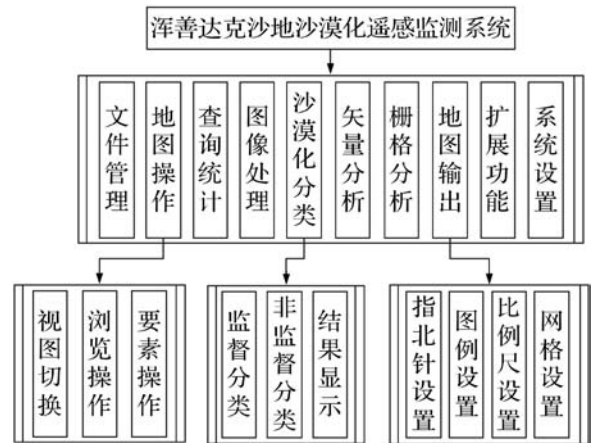 浑善达克沙地沙漠化遥感监测系统
文件管理
地图操作
查询统计
图像处理
沙漠化分类
矢量分析
栅格分析
地图输出
扩展功能
系统设置
视图切换
浏览操作
要素操作
监督分类
非监督分类
结果显示
指北针设置
图例设置
比例尺设置
网格设置